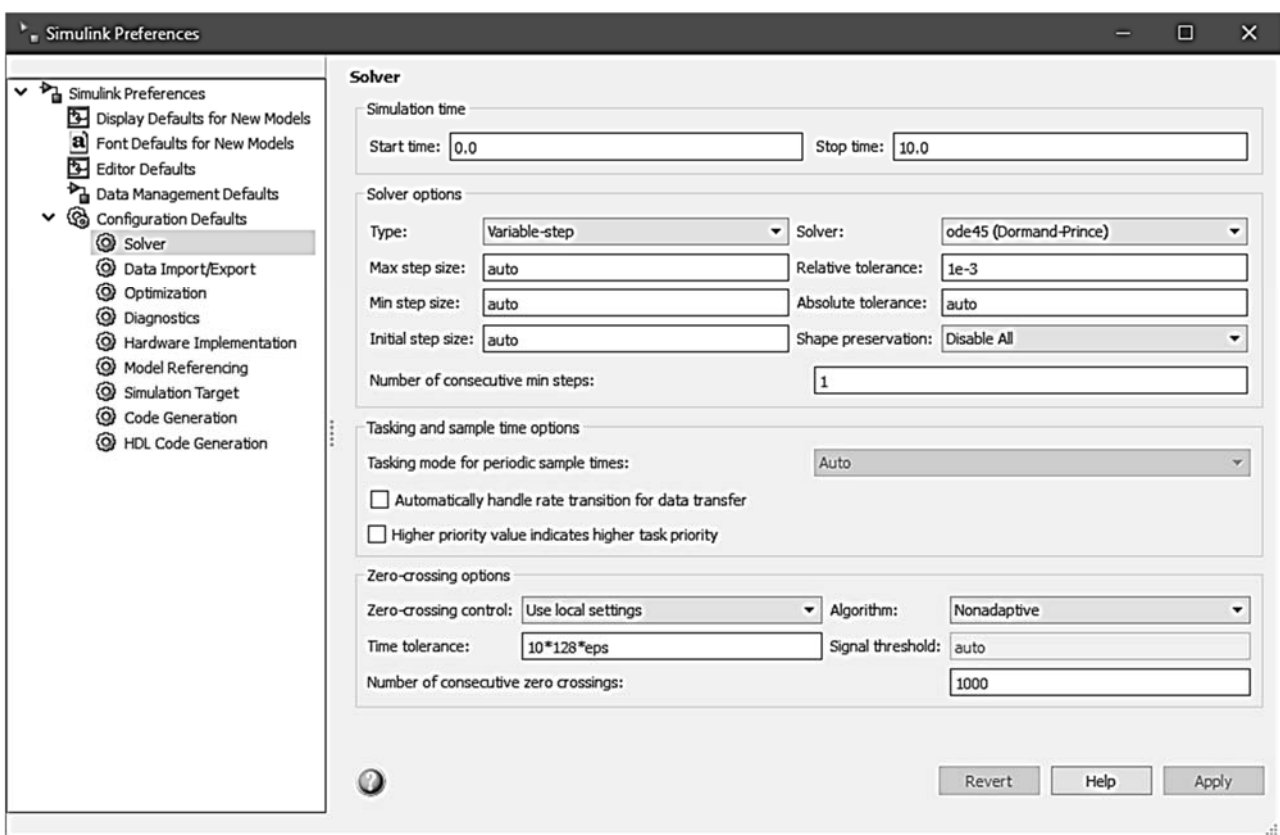 Simulink Preferences
Simulink Preferences
Display Defaults for New Models
Font Defaults for New Models
Editor Defaults
Data Management Defaults
Configuration Defaults
Solver
Data Import/Export
Optimization
Diagnostics
Hardware Implementation
Model Referencing
Simulation Target
Code Generation
HDL Code Generation
Solver
Simulation time
Start time: 0.0 Stop time: 10.0
Solver options
Type: Variable-step Solver: ode45 (Dormand-Prince)
Max step size: auto Relative tolerance: 1e-3
Min step size: auto Absolute tolerance: auto
Initial step size: auto Shape preservation: Disable All
Number of consecutive min steps: 1
Tasking and sample time options
Tasking mode for periodic sample times: Auto
Automatically handle rate transition for data transfer
Higher priority value indicates higher task priority
Zero-crossing options
Zero-crossing control: Use local settings Algorithm: Nonadaptive
Time tolerance: 10*128*eps Signal threshold: auto
Number of consecutive zero crossings: 1000
Revert Help Apply